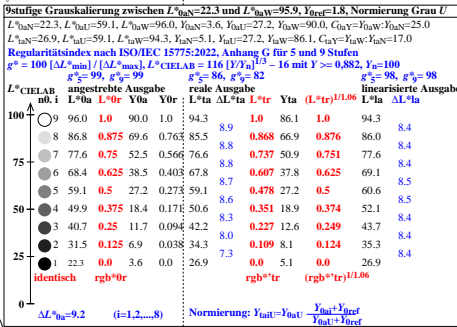 9stufige Grauskalierung zwischen L*0aN=22.3 und L*0aW=95.9, Y0ref=1.8, Normierung Grau U
L*0aN=22.3, L*0aU=59.1, L*0aW=96.0, Y0aN=3.6, Y0aU=27.2, Y0aW=90.0, C0aY=Y0aW:Y0aN=25.0
L*taN=26.9, L*taU=59.1, L*taW=94.3, YtaN=5.1, YtaU=27.2, YtaW=86.1, CtaY=YtaW:YtaN=17.0
Regularitätsindex nach ISO/IEC 15775:2022, Anhang G für 5 und 9 Stufen
g* = 100 [ΔL*min] / [ΔL*max], L*CIELAB = 116 [Y/Yn]1/3 – 16 mit Y >= 0,882, Yn=100
g*5= 99, g*9= 99 g*5= 86, g*9= 82 g*5= 98, g*9= 98
L*CIELAB angestrebte Ausgabe reale Ausgabe linearisierte Ausgabe
n0. i L*0a L*0r Y0a Y0r L*ta ΔL*ta L*tr Yta (L*tr)1/1.06 L*la ΔL*la
9 96.0 1.0 90.0 1.0 94.3 1.0 86.1 1.0 94.3
100
8.9 8.4
8 86.8 0.875 69.6 0.763 85.5 0.868 66.9 0.876 86.0
8.8 8.4
7 77.6 0.75 52.5 0.566 76.6 0.737 50.9 0.751 77.6
8.8 8.4
6 68.4 0.625 38.5 0.403 67.8 0.607 37.8 0.625 69.1
8.7 8.5
5 59.1 0.5 27.2 0.273 59.1 0.478 27.2 0.5 60.6
50
8.6 8.5
4 49.9 0.375 18.4 0.171 50.6 0.351 18.9 0.374 52.1
8.3 8.4
3 40.7 0.25 11.7 0.094 42.2 0.227 12.6 0.249 43.7
8.0 8.4
2 31.5 0.125 6.9 0.038 34.3 0.109 8.1 0.124 35.3
7.3 8.4
1 22.3 0.0 3.6 0.0 26.9 0.0 5.1 0.0 26.9
identisch rgb*0r rgb*'tr (rgb*'tr)1/1.06
0
ΔL*0a=9.2 (i=1,2,...,8) Normierung: YtaiU=Y0aU Y0ai+Y0ref
Y0aU+Y0ref